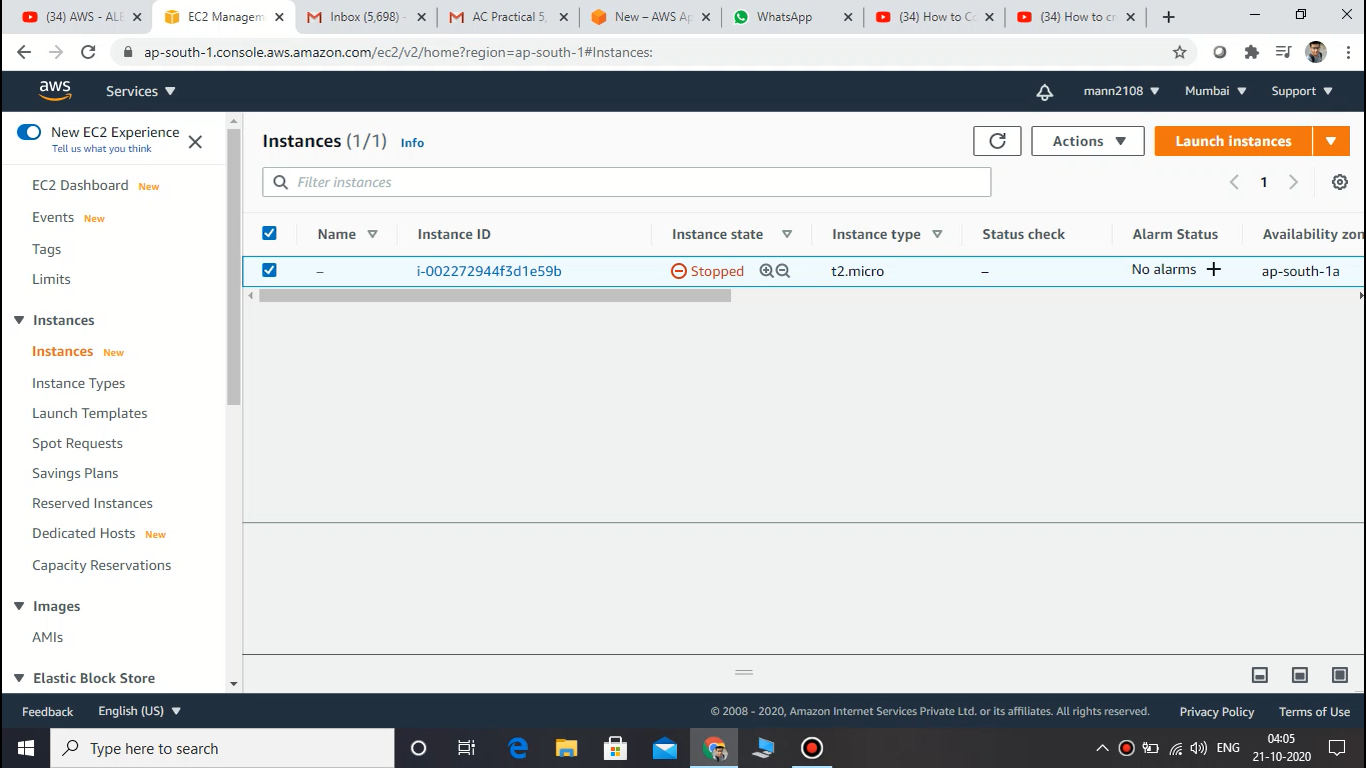 (34) AWS - ALB
EC2 Managem
Inbox (5,698) -
AC Practical 5,
New – AWS Ap
WhatsApp
(34) How to Co
(34) How to cr
ap-south-1.console.aws.amazon.com/ec2/v2/home?region=ap-south-1#Instances:
aws
Services
mann2108
Mumbai
Support
New EC2 Experience
Tell us what you think
EC2 Dashboard New
Events New
Tags
Limits
Instances
Instances New
Instance Types
Launch Templates
Spot Requests
Savings Plans
Reserved Instances
Dedicated Hosts New
Capacity Reservations
Images
AMIs
Elastic Block Store
Instances (1/1) Info
Actions
Launch instances
Filter instances
1
Name Instance ID Instance state Instance type Status check Alarm Status Availability zon
– i-002272944f3d1e59b Stopped t2.micro – No alarms + ap-south-1a
Feedback English (US)
© 2008 - 2020, Amazon Internet Services Private Ltd. or its affiliates. All rights reserved. Privacy Policy Terms of Use
Type here to search
ENG
04:05
21-10-2020